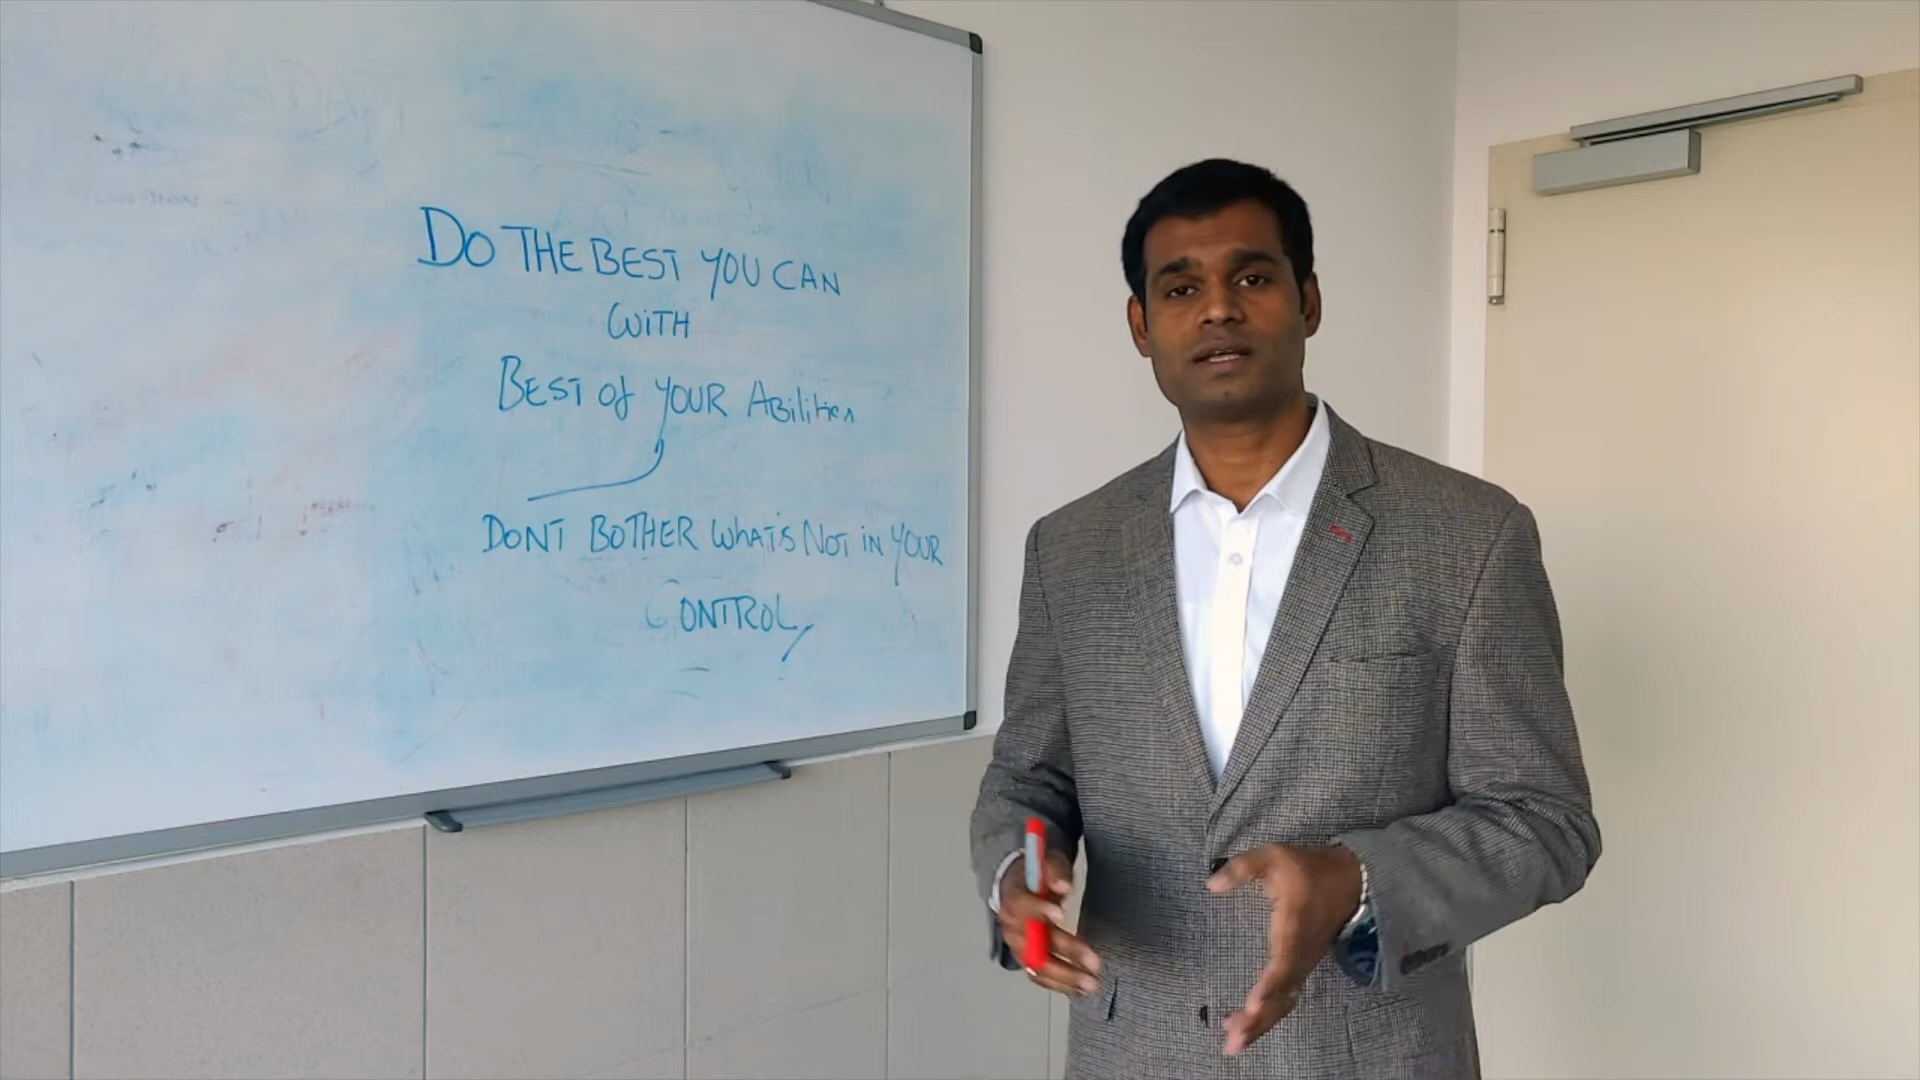 DO THE BEST YOU CAN
WITH
BEST OF YOUR Abilities
DONT BOTHER WHATS NOT IN YOUR
CONTROL,